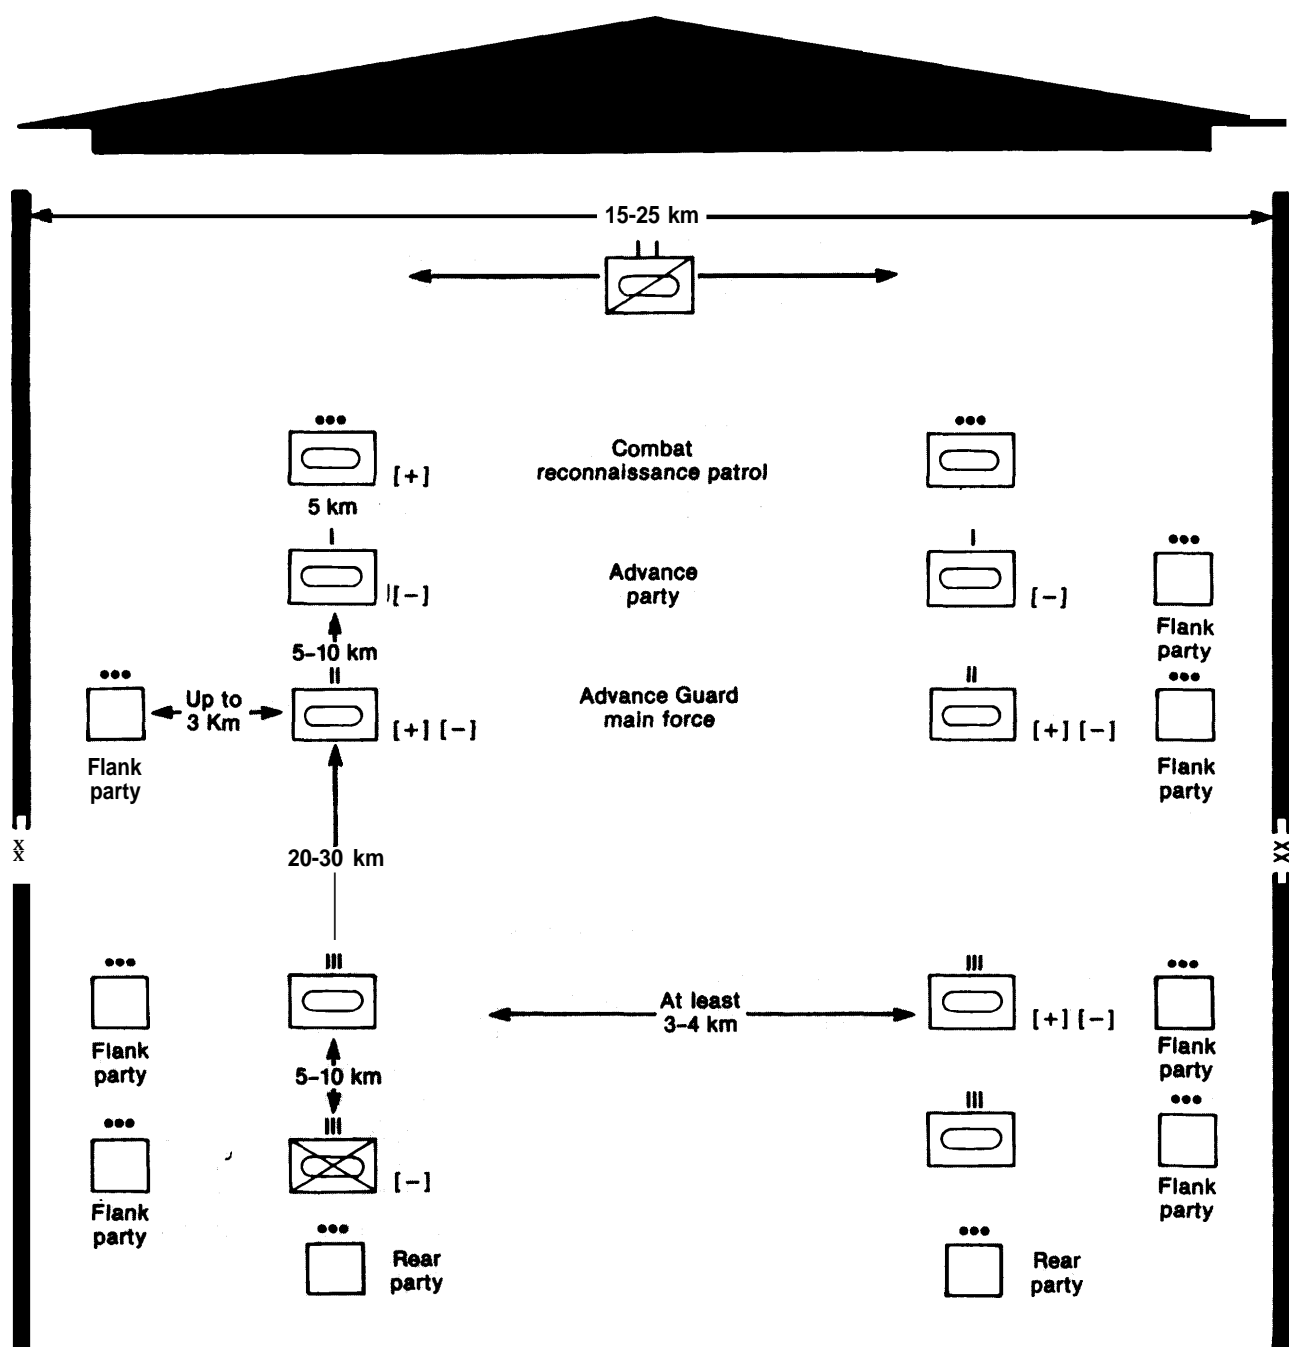 15-25 km
I I
•••
[+]
Combat
reconnaissance patrol
•••
5 km
I
[−]
Advance
party
I
[−]
•••
Flank
party
5–10 km
•••
Up to
3 Km
II
[+] [−]
Advance Guard
main force
II
[+] [−]
•••
Flank
party
Flank
party
XX
XX
20-30 km
•••
Flank
party
III
At least
3–4 km
III
[+] [−]
•••
Flank
party
5–10 km
•••
Flank
party
III
[−]
III
•••
Flank
party
•••
Rear
party
•••
Rear
party